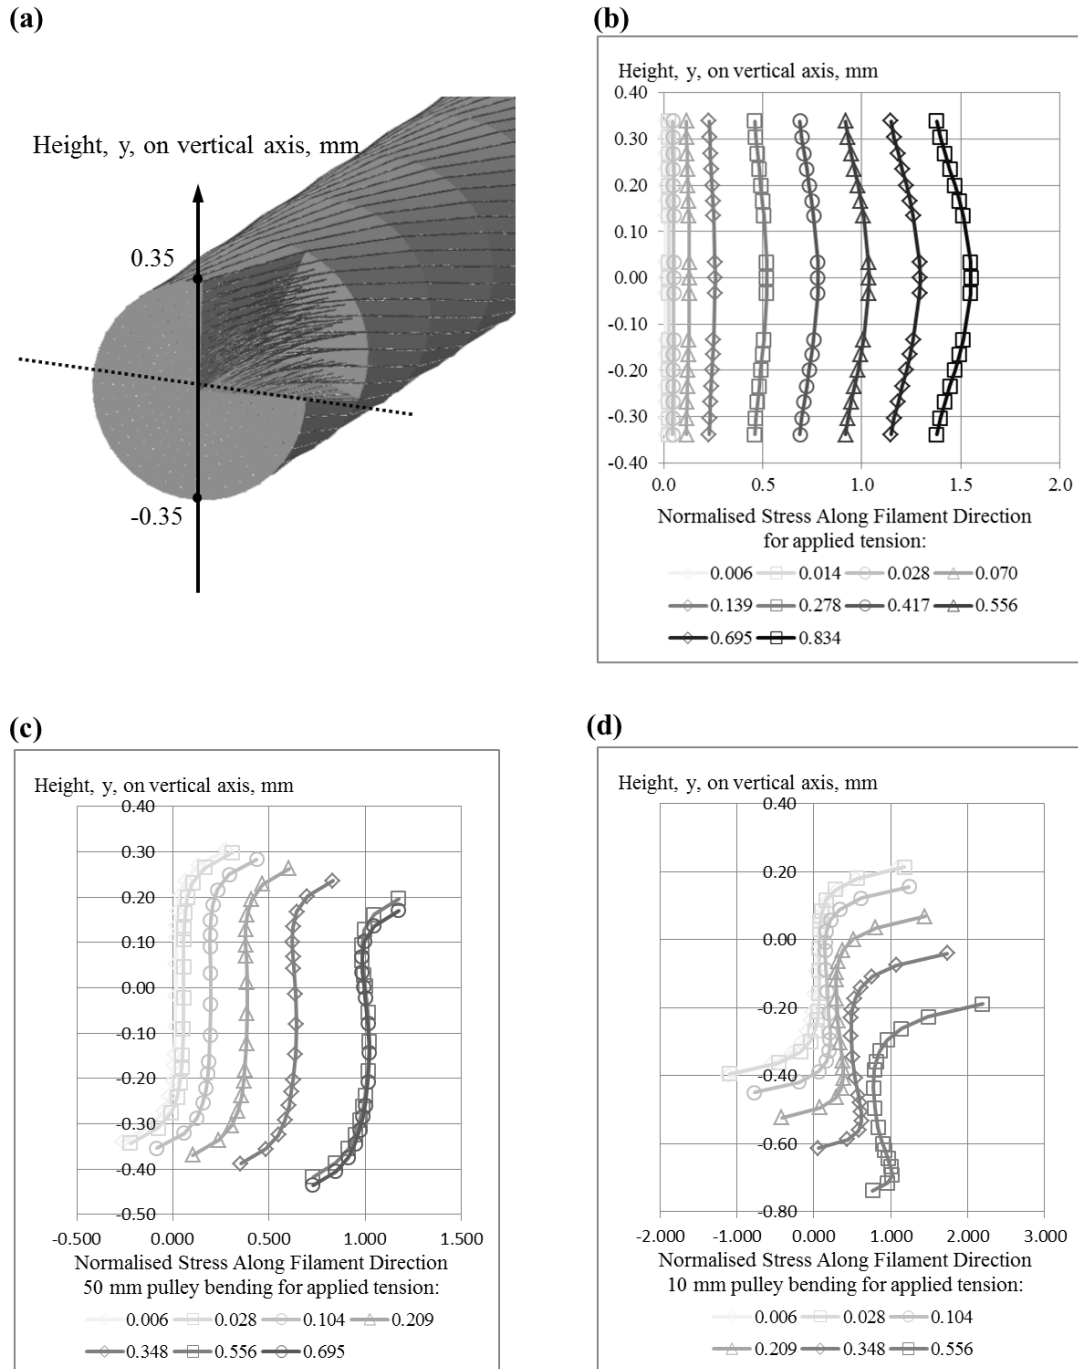 (a)
Height, y, on vertical axis, mm
0.35
-0.35
(b)
Height, y, on vertical axis, mm
0.40
0.30
0.20
0.10
0.00
-0.10
-0.20
-0.30
-0.40
0.0 0.5 1.0 1.5 2.0
Normalised Stress Along Filament Direction
for applied tension:
0.006 0.014 0.028 0.070
0.139 0.278 0.417 0.556
0.695 0.834
(c)
Height, y, on vertical axis, mm
0.40
0.30
0.20
0.10
0.00
-0.10
-0.20
-0.30
-0.40
-0.50
-0.500 0.000 0.500 1.000 1.500
Normalised Stress Along Filament Direction
50 mm pulley bending for applied tension:
0.006 0.028 0.104 0.209
0.348 0.556 0.695
(d)
Height, y, on vertical axis, mm
0.40
0.20
0.00
-0.20
-0.40
-0.60
-0.80
-2.000 -1.000 0.000 1.000 2.000 3.000
Normalised Stress Along Filament Direction
10 mm pulley bending for applied tension:
0.006 0.028 0.104
0.209 0.348 0.556